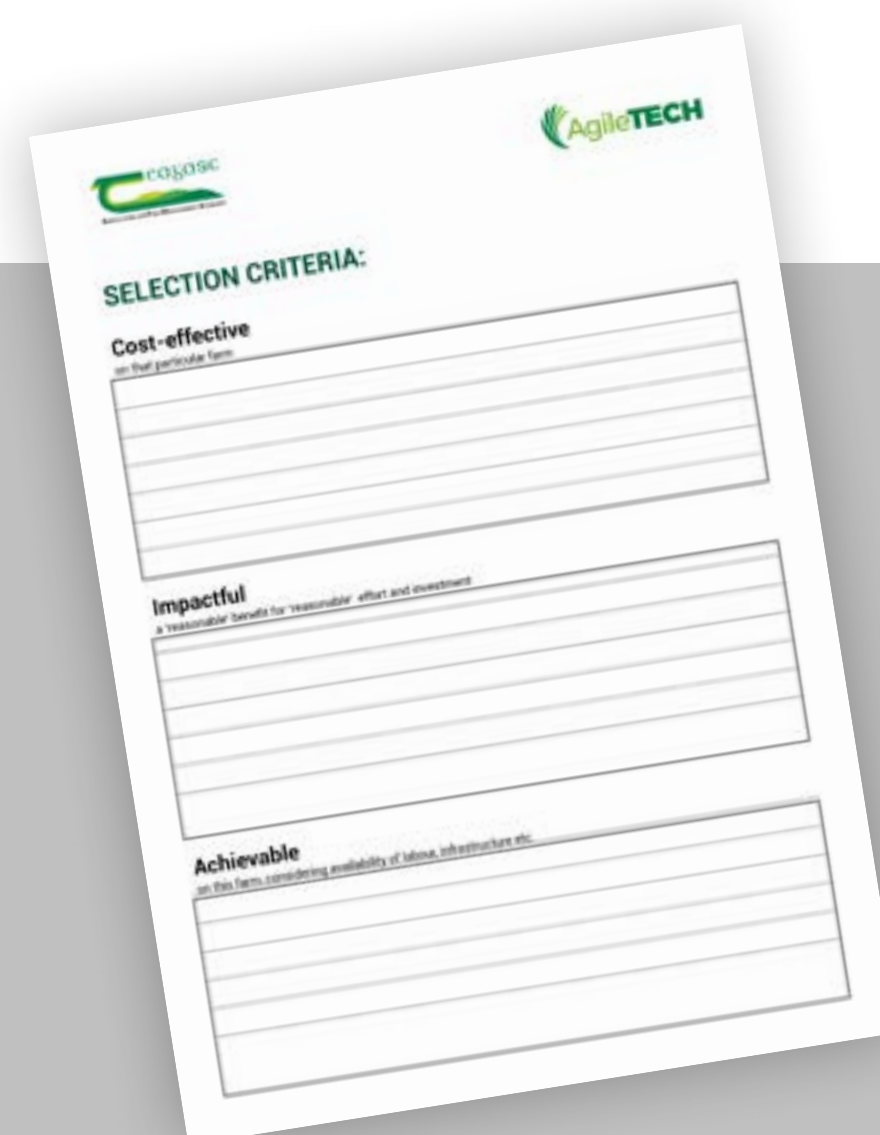 eagasc
AgileTECH
SELECTION CRITERIA:
Cost-effective
on that particular farm
Impactful
a 'reasonable' benefit for 'reasonable' effort and investment
Achievable
on this farm, considering availability of labour, infrastructure etc.